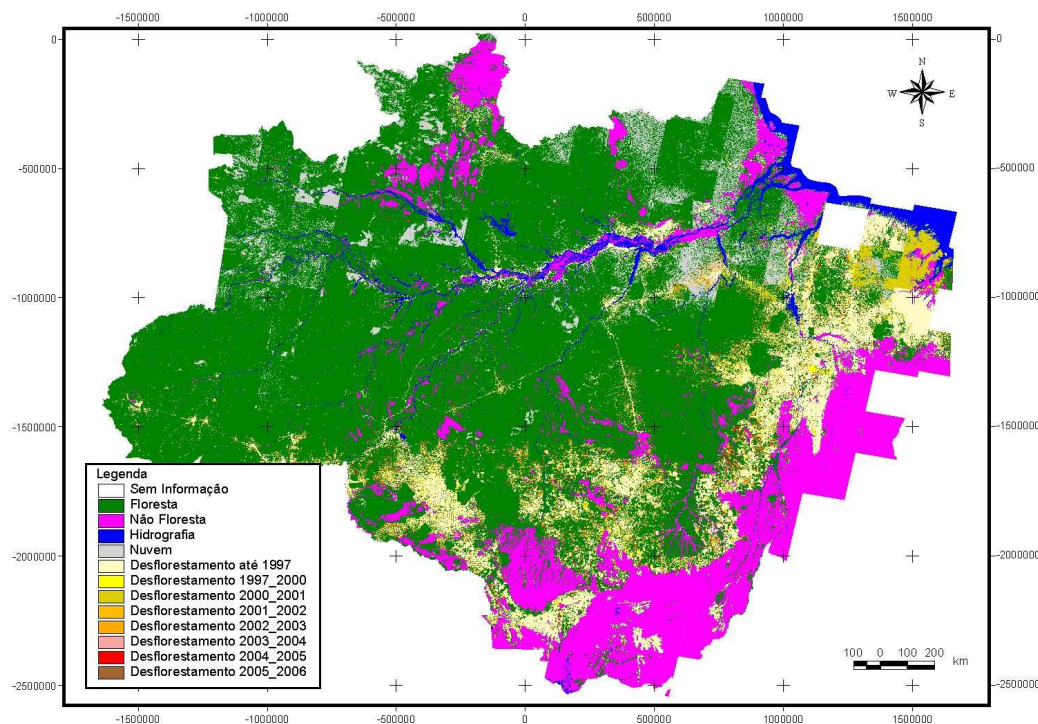 -1500000 -1000000 -500000 0 500000 1000000 1500000
0 0
N
W E
S
-500000 -500000
-1000000 -1000000
-1500000 -1500000
Legenda
Sem Informação
Floresta
Não Floresta
Hidrografia
Nuvem
Desflorestamento até 1997
Desflorestamento 1997_2000
Desflorestamento 2000_2001
Desflorestamento 2001_2002
Desflorestamento 2002_2003
Desflorestamento 2003_2004
Desflorestamento 2004_2005
Desflorestamento 2005_2006
-2000000 -2000000
100 0 100 200 km
-2500000 -2500000
-1500000 -1000000 -500000 0 500000 1000000 1500000